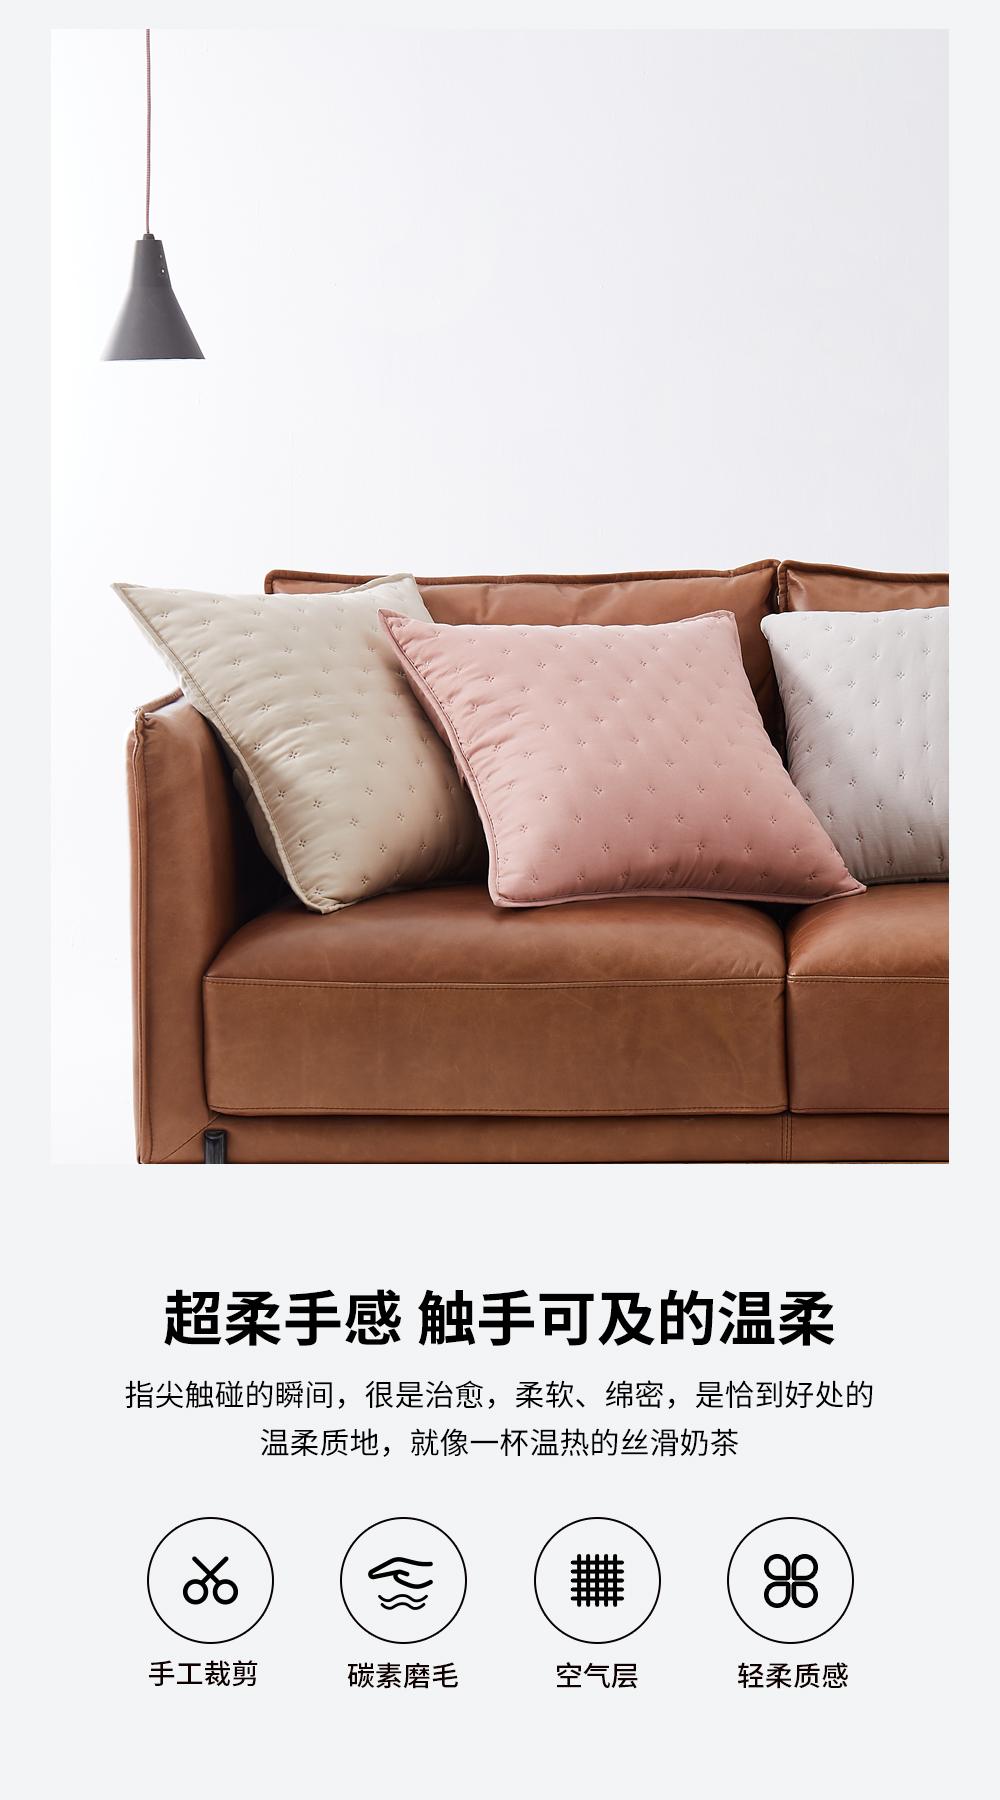 超柔手感 触手可及的温柔
指尖触碰的瞬间，很是治愈，柔软、绵密，是恰到好处的
温柔质地，就像一杯温热的丝滑奶茶
手工裁剪
碳素磨毛
空气层
轻柔质感